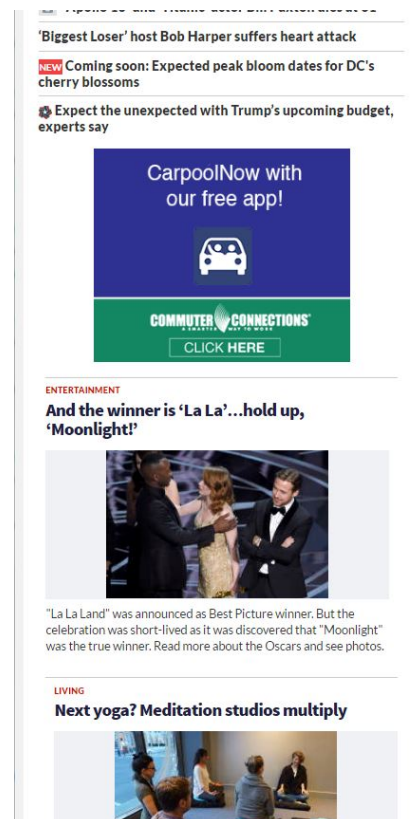 'Biggest Loser' host Bob Harper suffers heart attack
NEW Coming soon: Expected peak bloom dates for DC's
cherry blossoms
Expect the unexpected with Trump's upcoming budget,
experts say
CarpoolNow with
our free app!
COMMUTER CONNECTIONS
A SMARTER WAY TO WORK
CLICK HERE
ENTERTAINMENT
And the winner is 'La La'...hold up,
'Moonlight!'
"La La Land" was announced as Best Picture winner. But the
celebration was short-lived as it was discovered that "Moonlight"
was the true winner. Read more about the Oscars and see photos.
LIVING
Next yoga? Meditation studios multiply